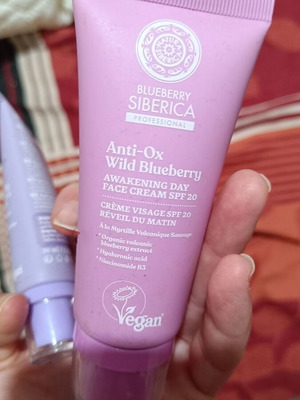 BLUEBERRY
SIBERICA
PROFESSIONAL
Anti-Ox
Wild Blueberry
AWAKENING DAY
FACE CREAM SPF 20
CRÈME VISAGE SPF 20
RÉVEIL DU MATIN
À la Myrtille Volcanique Sauvage
*Organic volcanic
blueberry extract
*Hyaluronic acid
*Niacinamide B3
Vegan